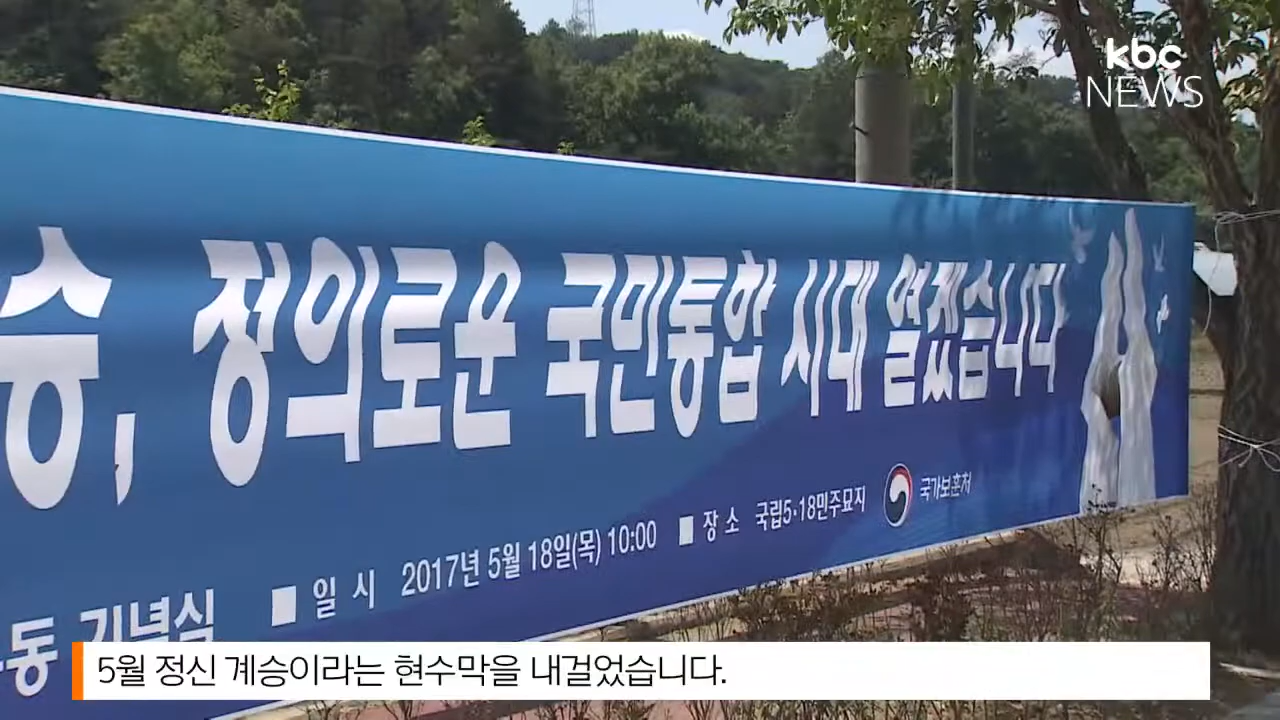 kbc
NEWS
승, 정의로운 국민통합 시대 열겠습니다
동 기념식 ■ 일 시 2017년 5월 18일(목) 10:00 ■ 장 소 국립5·18민주묘지 국가보훈처
5월 정신 계승이라는 현수막을 내걸었습니다.